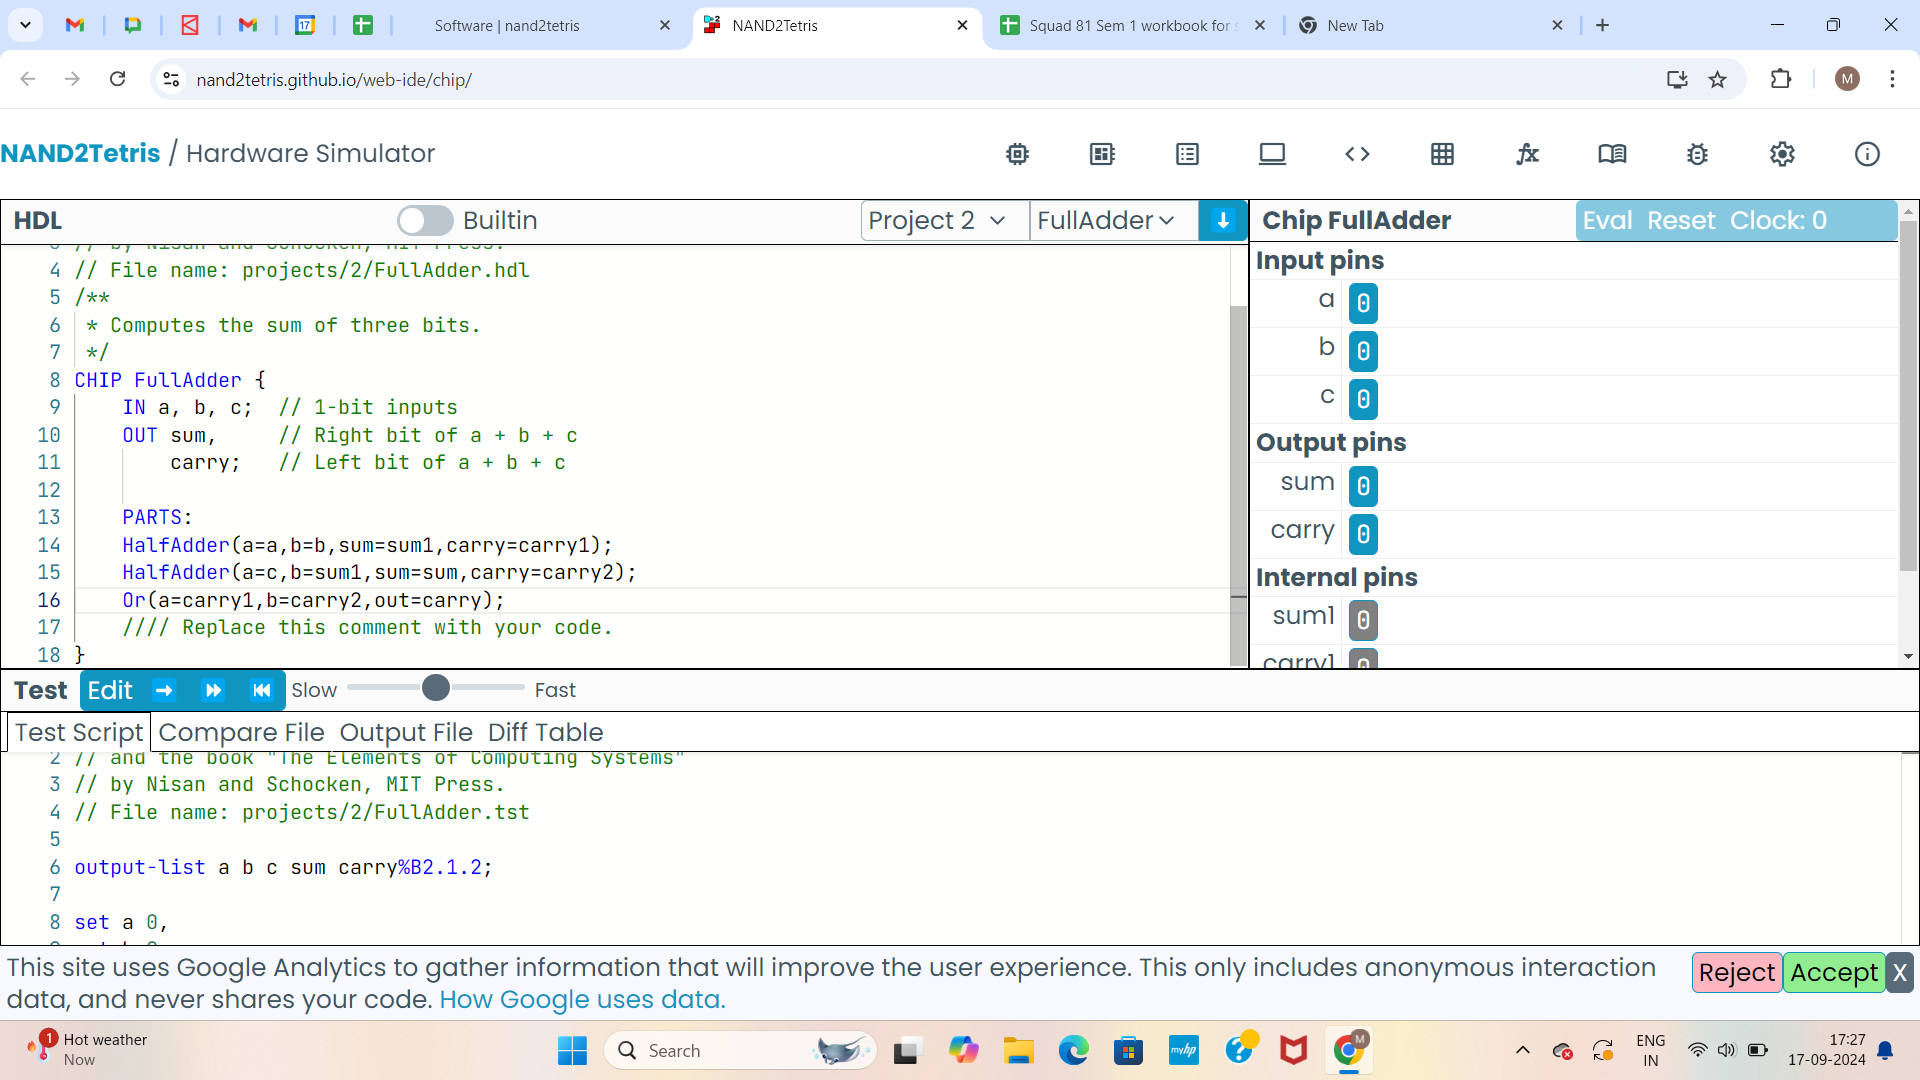 Software | nand2tetris
NAND2Tetris
Squad 81 Sem 1 workbook for s
New Tab
nand2tetris.github.io/web-ide/chip/
M
NAND2Tetris / Hardware Simulator
HDL
Builtin
Project 2
FullAdder
Chip FullAdder
Eval Reset Clock: 0
3 // by Nisan and Schocken, MIT Press.
4 // File name: projects/2/FullAdder.hdl
5 /**
6 * Computes the sum of three bits.
7 */
8 CHIP FullAdder {
9 IN a, b, c; // 1-bit inputs
10 OUT sum, // Right bit of a + b + c
11 carry; // Left bit of a + b + c
12
13 PARTS:
14 HalfAdder(a=a,b=b,sum=sum1,carry=carry1);
15 HalfAdder(a=c,b=sum1,sum=sum,carry=carry2);
16 Or(a=carry1,b=carry2,out=carry);
17 //// Replace this comment with your code.
18 }
Input pins
a 0
b 0
c 0
Output pins
sum 0
carry 0
Internal pins
sum1 0
carry1 0
Test Edit Slow Fast
Test Script Compare File Output File Diff Table
2 // and the book "The Elements of Computing Systems"
3 // by Nisan and Schocken, MIT Press.
4 // File name: projects/2/FullAdder.tst
5
6 output-list a b c sum carry%B2.1.2;
7
8 set a 0,
This site uses Google Analytics to gather information that will improve the user experience. This only includes anonymous interaction
data, and never shares your code. How Google uses data.
Reject Accept X
1
Hot weather
Now
Search
myhp
M
ENG
IN
17:27
17-09-2024